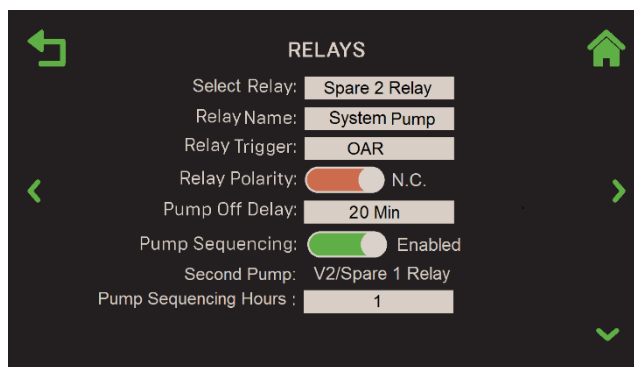 RELAYS
Select Relay: Spare 2 Relay
Relay Name: System Pump
Relay Trigger: OAR
Relay Polarity: N.C.
Pump Off Delay: 20 Min
Pump Sequencing: Enabled
Second Pump: V2/Spare 1 Relay
Pump Sequencing Hours : 1